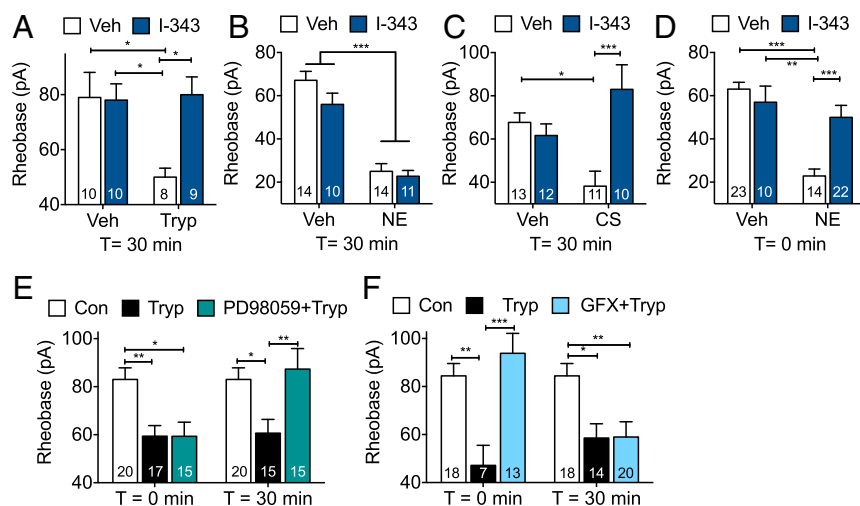 A
Veh I-343
Rheobase (pA)
80
60
40
* * *
10 10 8 9
Veh Tryp
T= 30 min
B
Veh I-343
Rheobase (pA)
80
60
40
20
***
14 10 14 11
Veh NE
T= 30 min
C
Veh I-343
Rheobase (pA)
100
80
60
40
* ***
13 12 11 10
Veh CS
T= 30 min
D
Veh I-343
Rheobase (pA)
80
60
40
20
***
**
***
23 10 14 22
Veh NE
T= 0 min
E
Con Tryp PD98059+Tryp
Rheobase (pA)
100
80
60
40
* ** * **
20 17 15 20 15 15
T = 0 min T = 30 min
F
Con Tryp GFX+Tryp
Rheobase (pA)
100
80
60
40
** *** ** *
18 7 13 18 14 20
T = 0 min T = 30 min